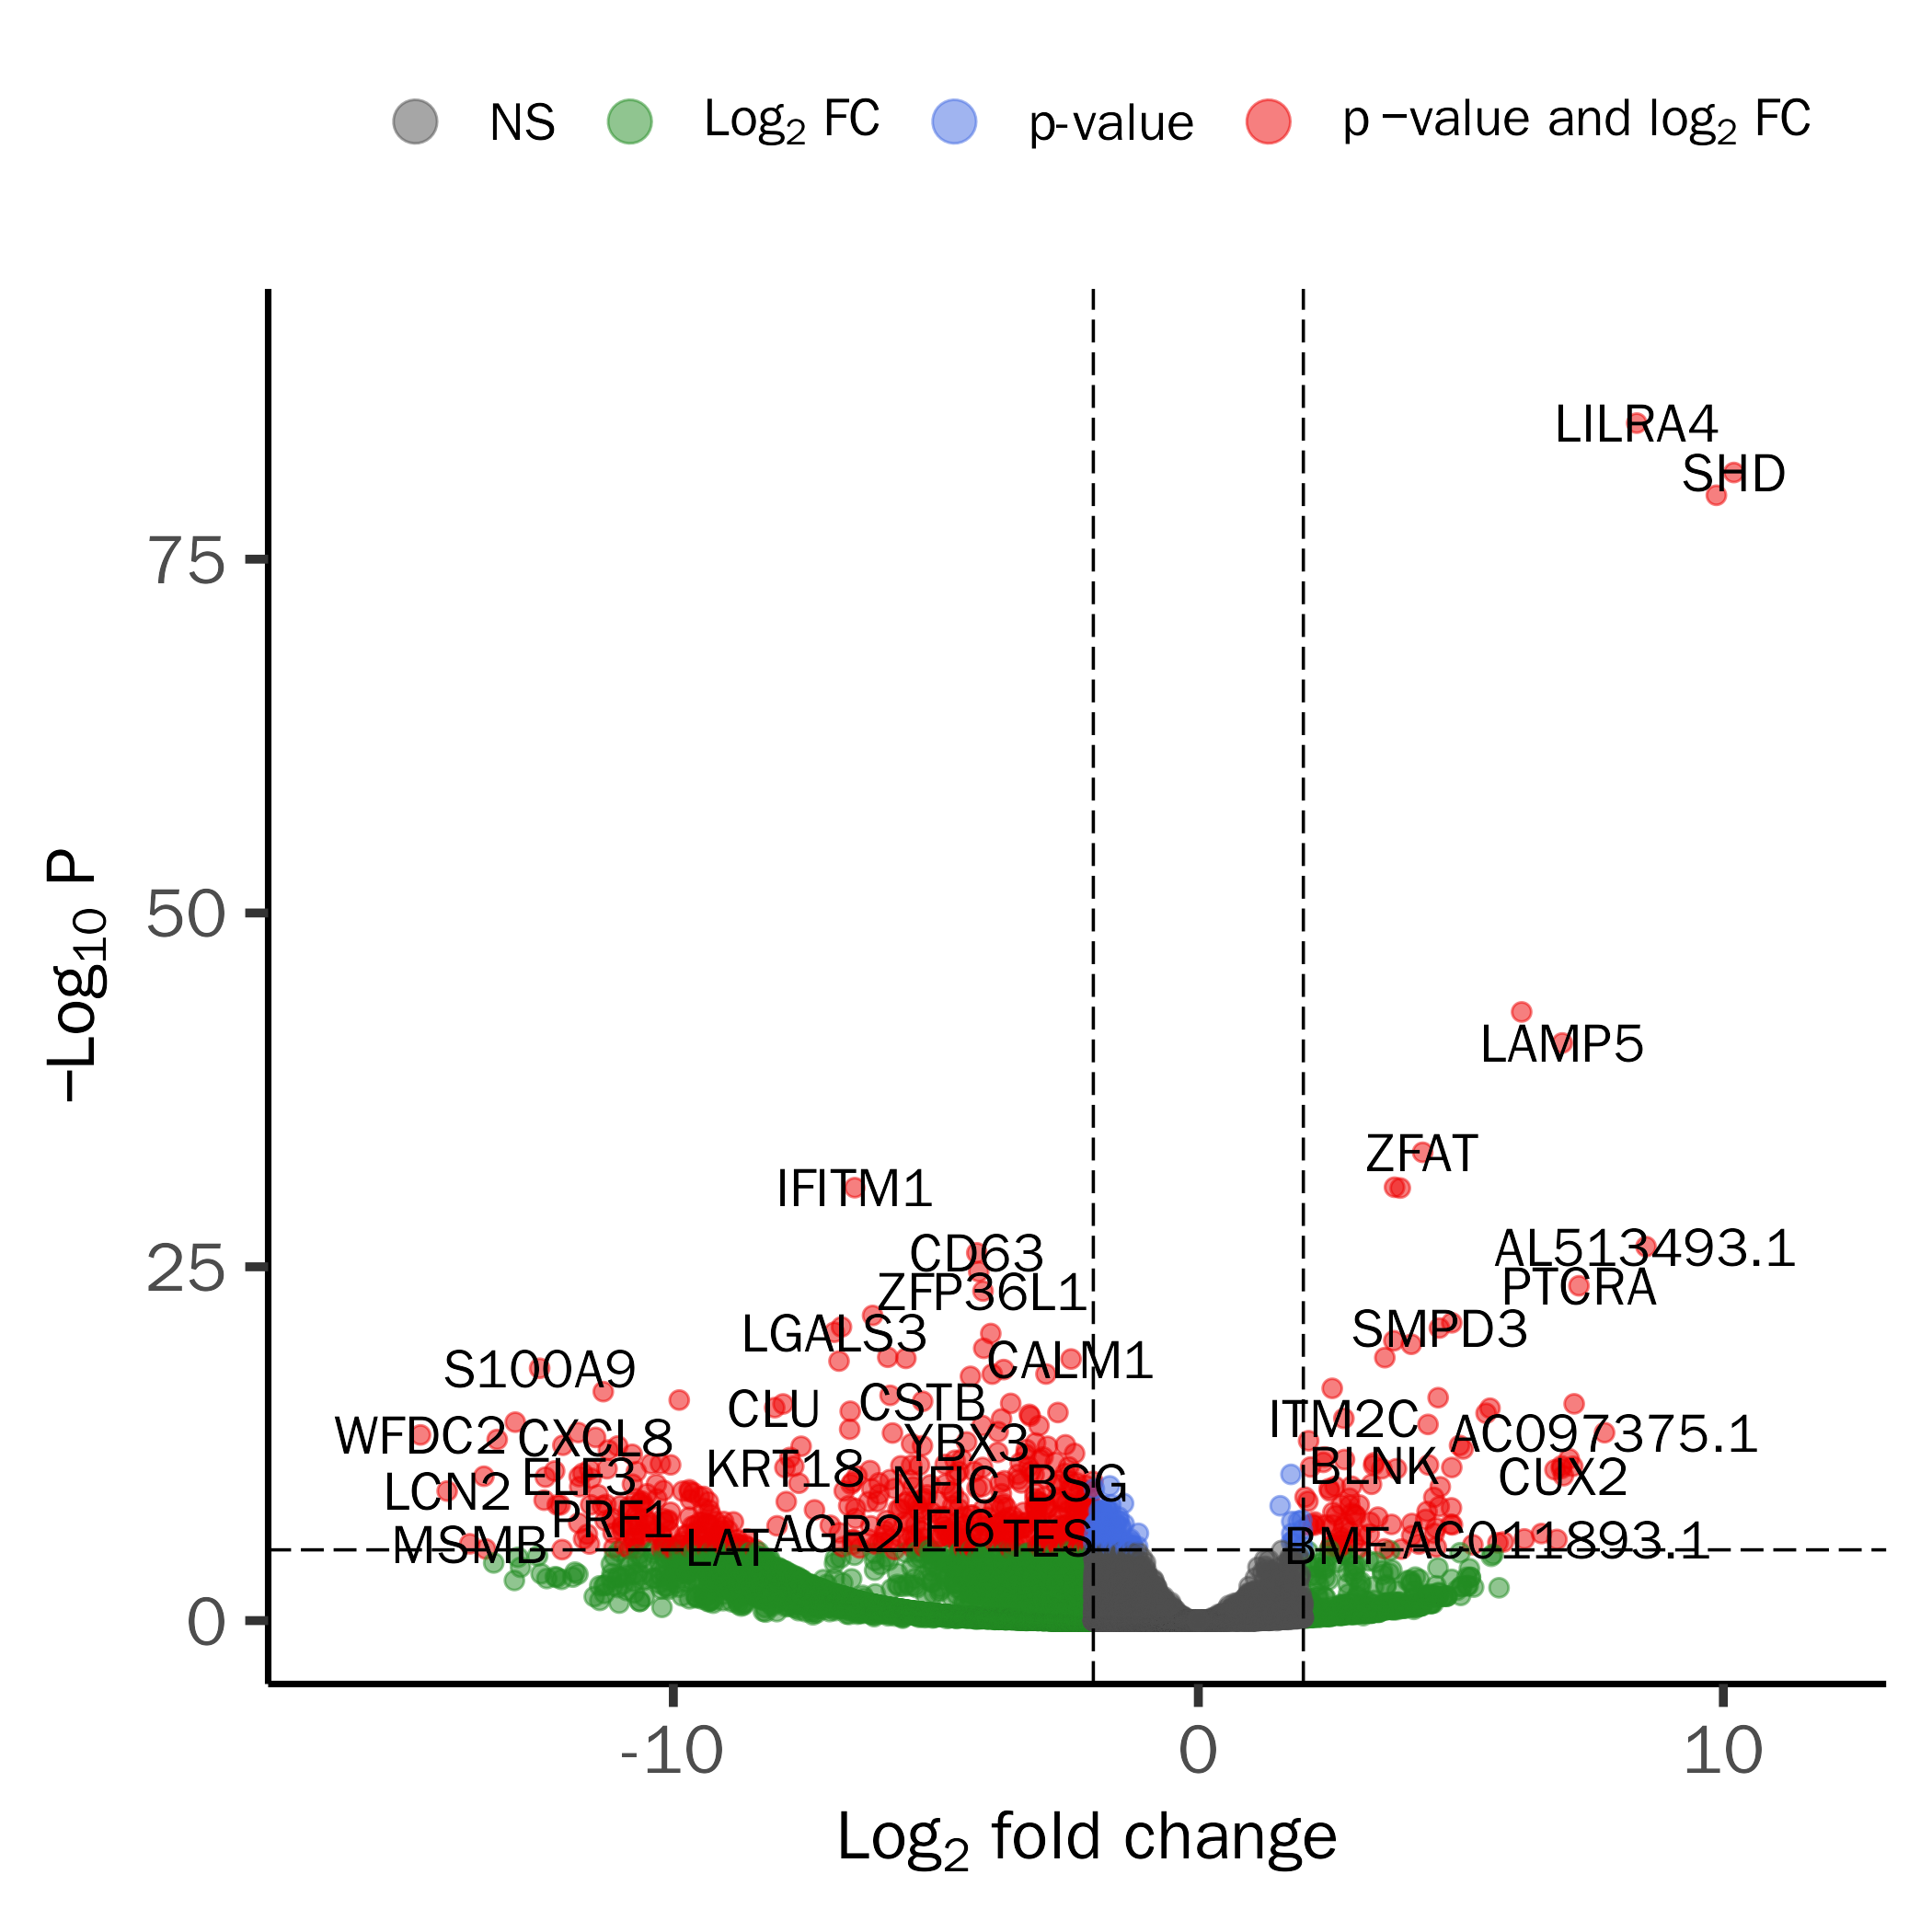 NS Log2 FC p-value p −value and log2 FC
LILRA4
SHD
75
50
LAMP5
ZFAT
IFITM1
AL513493.1
CD63
25
PTCRA
ZFP36L1
SMPD3
LGALS3
CALM1
S100A9
CSTB
CLU
ITM2C
WFDC2
CXCL8
AC097375.1
YBX3
BLNK
KRT18
ELF3
CUX2
BSG
NFIC
LCN2
PRF1
IFI6
AGR2
TES
AC011893.1
MSMB
BMF
LAT
0
-10 0 10
Log2 fold change
−Log10 P